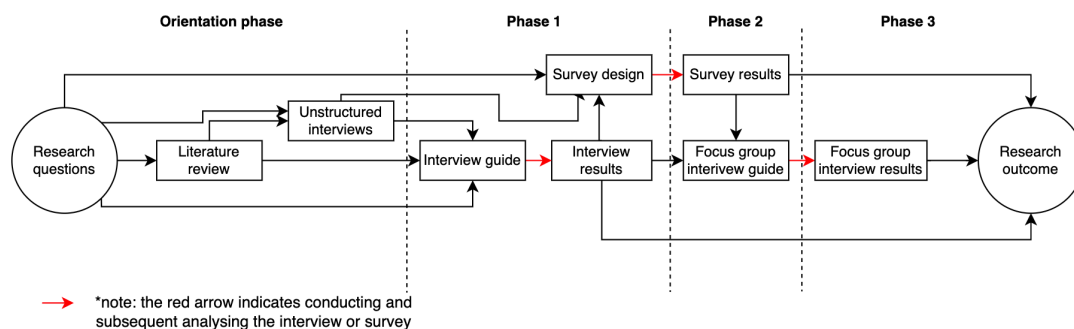 Orientation phase
Phase 1
Phase 2
Phase 3
Survey design
Survey results
Unstructured
interviews
Research
questions
Literature
review
Interview guide
Interview
results
Focus group
interivew guide
Focus group
interview results
Research
outcome
*note: the red arrow indicates conducting and
subsequent analysing the interview or survey